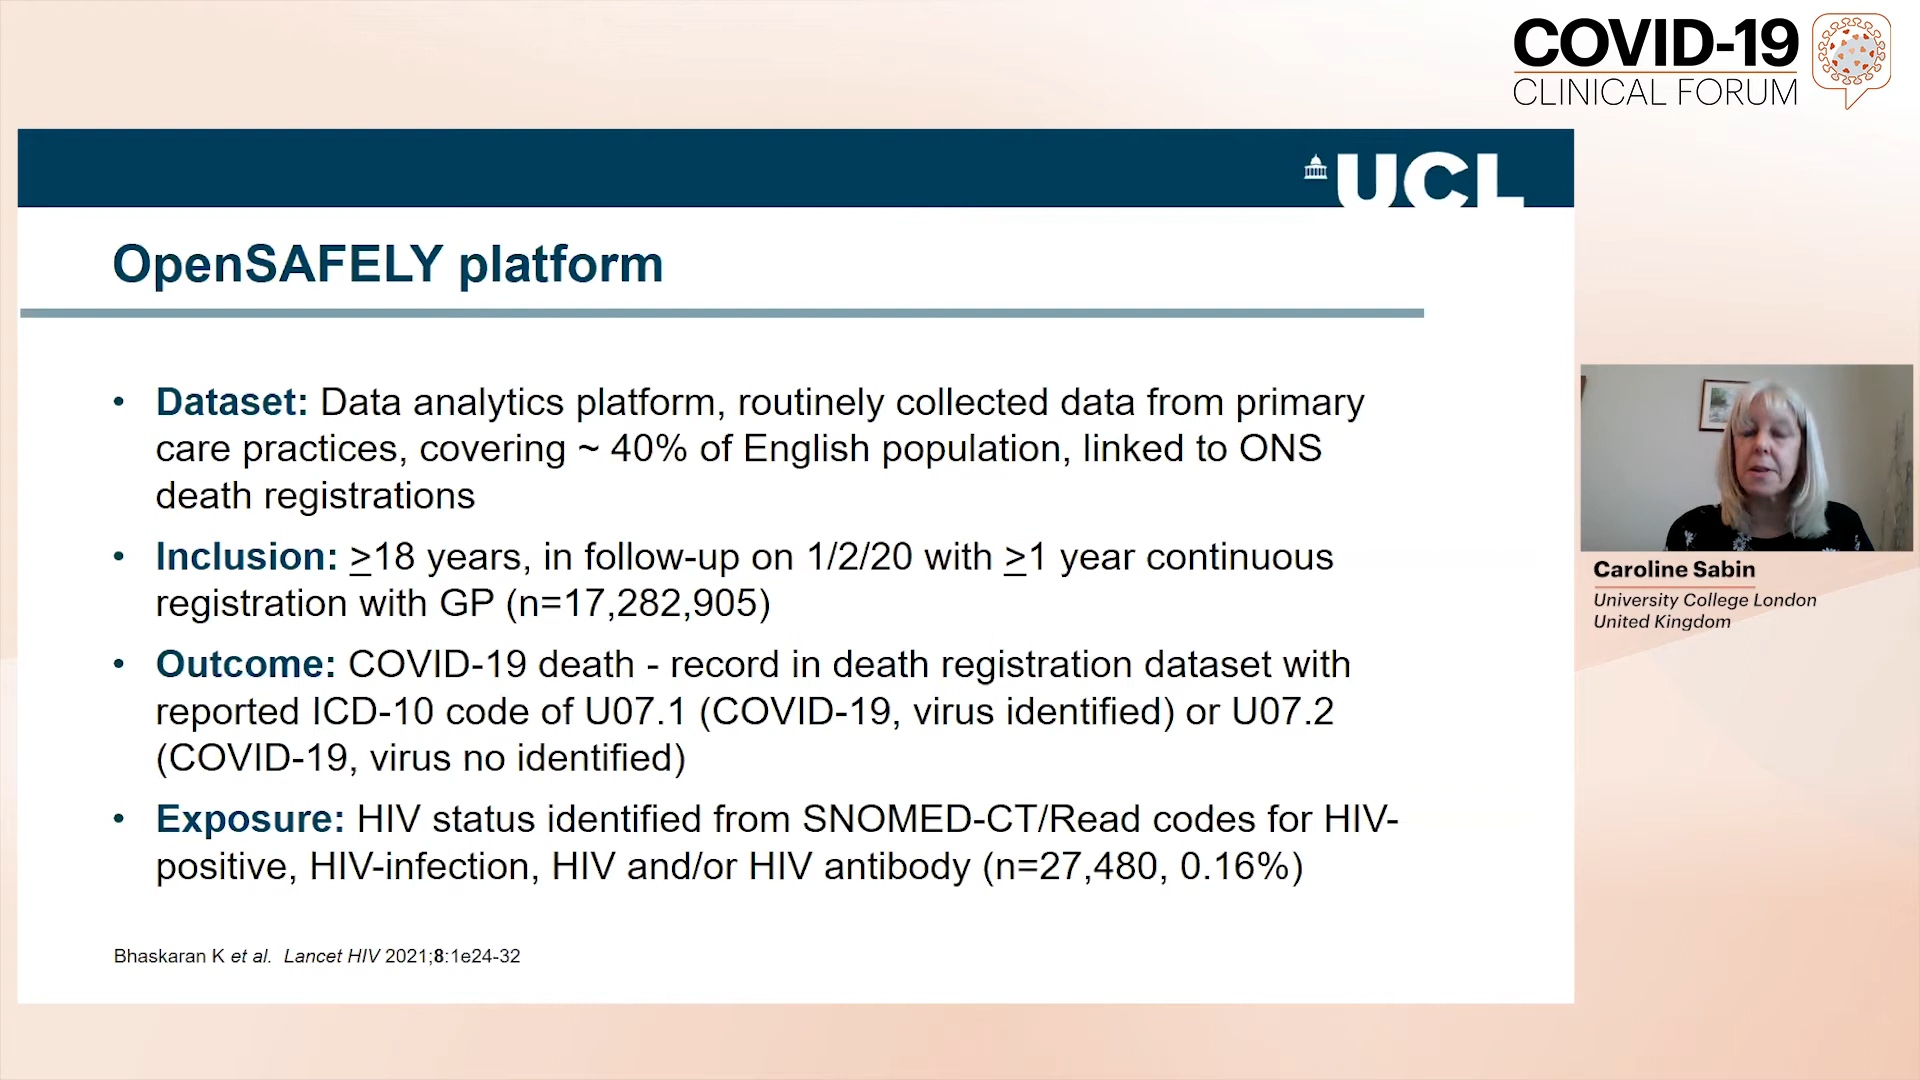 COVID-19
CLINICAL FORUM
UCL
OpenSAFELY platform
• Dataset: Data analytics platform, routinely collected data from primary
care practices, covering ~ 40% of English population, linked to ONS
death registrations
• Inclusion: ≥18 years, in follow-up on 1/2/20 with ≥1 year continuous
registration with GP (n=17,282,905)
• Outcome: COVID-19 death - record in death registration dataset with
reported ICD-10 code of U07.1 (COVID-19, virus identified) or U07.2
(COVID-19, virus no identified)
• Exposure: HIV status identified from SNOMED-CT/Read codes for HIV-
positive, HIV-infection, HIV and/or HIV antibody (n=27,480, 0.16%)
Bhaskaran K et al. Lancet HIV 2021;8:1e24-32
Caroline Sabin
University College London
United Kingdom